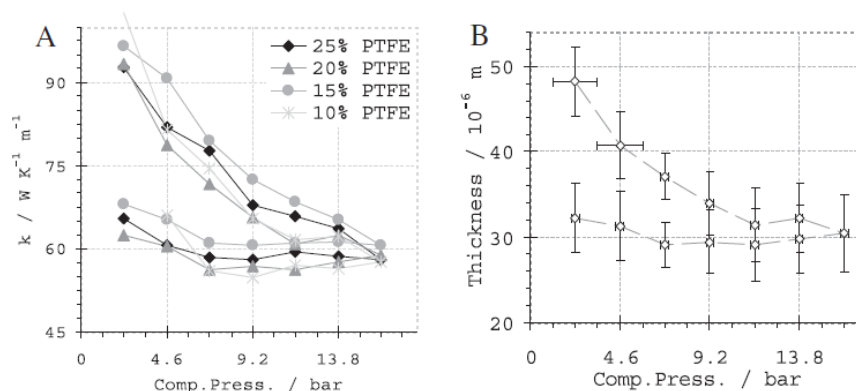 A
25% PTFE
20% PTFE
15% PTFE
10% PTFE
90
75
60
45
k / W K⁻¹ m⁻¹
0
4.6
9.2
13.8
Comp.Press. / bar
B
50
40
30
20
Thickness / 10⁻⁶ m
0
4.6
9.2
13.8
Comp.Press. / bar